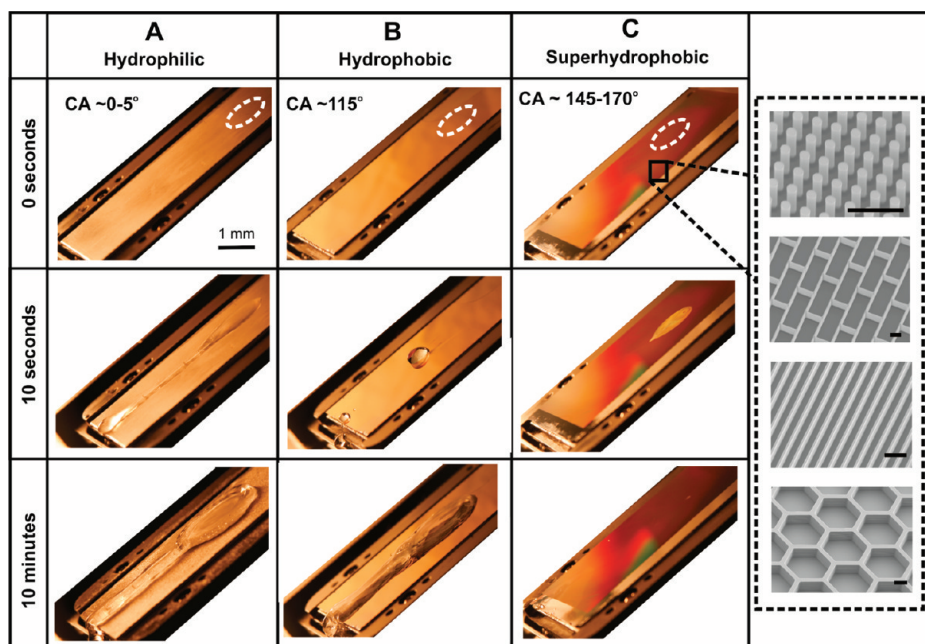 A
Hydrophilic
B
Hydrophobic
C
Superhydrophobic
0 seconds
CA ~0-5°
CA ~115°
CA ~ 145-170°
1 mm
10 seconds
10 minutes